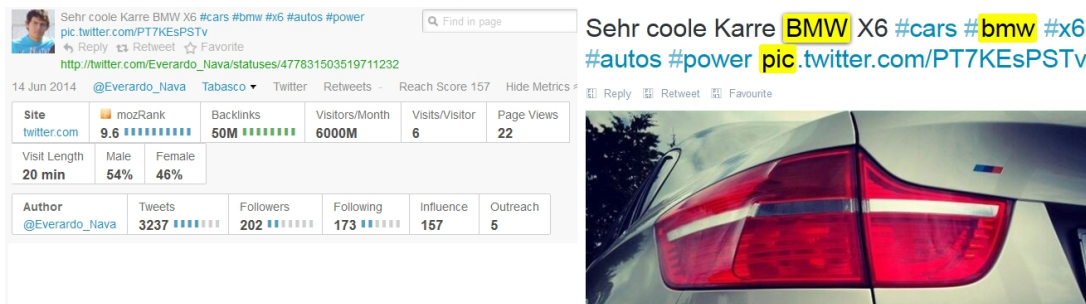 Sehr coole Karre BMW X6 #cars #bmw #x6 #autos #power
pic.twitter.com/PT7KEsPSTv
Reply Retweet Favorite
http://twitter.com/Everardo_Nava/statuses/477831503519711232
Find in page
14 Jun 2014 @Everardo_Nava Tabasco Twitter Retweets - Reach Score 157 Hide Metrics
Site mozRank Backlinks Visitors/Month Visits/Visitor Page Views
twitter.com 9.6 50M 6000M 6 22
Visit Length Male Female
20 min 54% 46%
Author Tweets Followers Following Influence Outreach
@Everardo_Nava 3237 202 173 157 5
Sehr coole Karre BMW X6 #cars #bmw #x6
#autos #power pic.twitter.com/PT7KEsPSTv
Reply Retweet Favourite